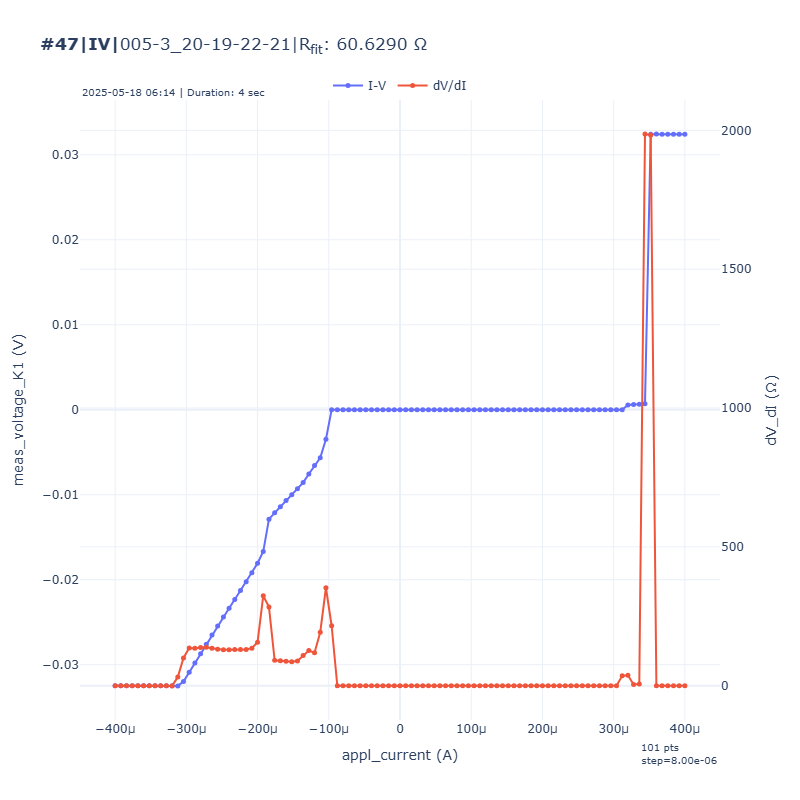 #47|IV|005-3_20-19-22-21|Rfit: 60.6290 Ω
2025-05-18 06:14 | Duration: 4 sec
I-V
dV/dI
0.03
0.02
0.01
0
−0.01
−0.02
−0.03
meas_voltage_K1 (V)
2000
1500
1000
500
0
dV_dI (Ω)
−400μ
−300μ
−200μ
−100μ
0
100μ
200μ
300μ
400μ
appl_current (A)
101 pts
step=8.00e-06